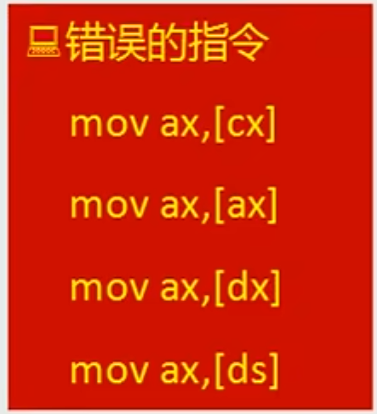 错误的指令
mov ax,[cx]
mov ax,[ax]
mov ax,[dx]
mov ax,[ds]